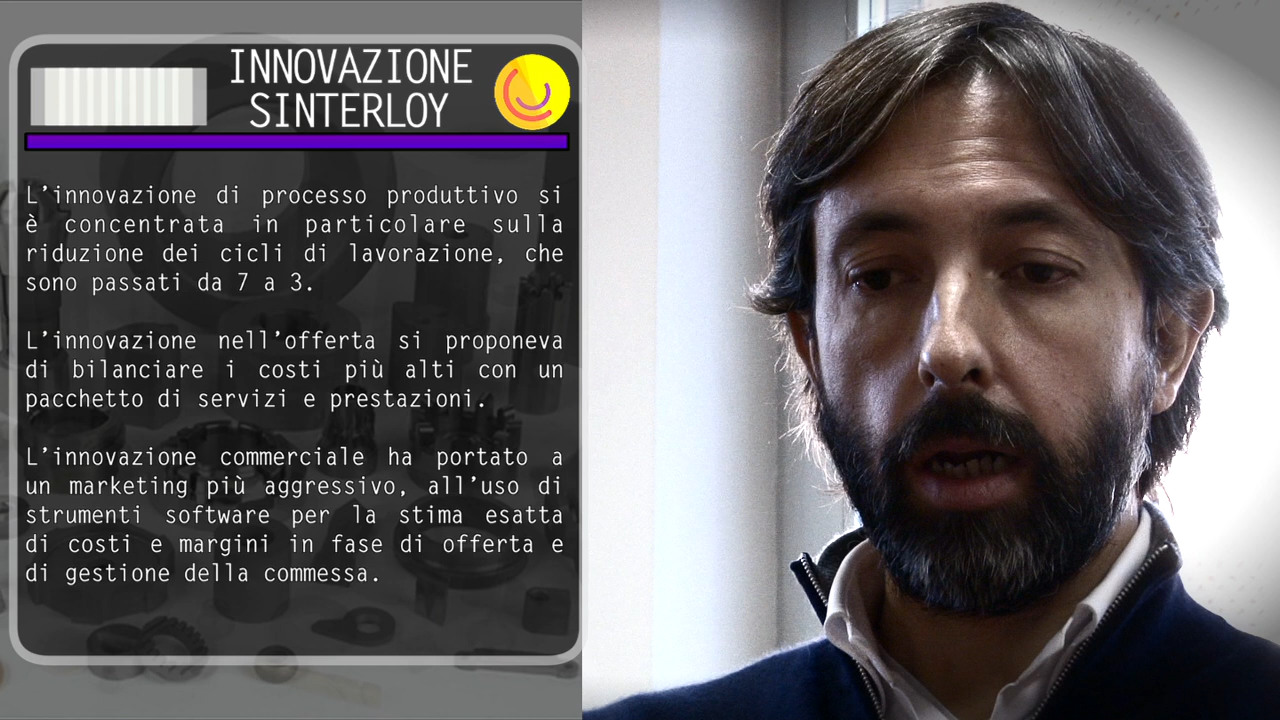 INNOVAZIONE
SINTERLOY
L'innovazione di processo produttivo si
è concentrata in particolare sulla
riduzione dei cicli di lavorazione, che
sono passati da 7 a 3.
L'innovazione nell'offerta si proponeva
di bilanciare i costi più alti con un
pacchetto di servizi e prestazioni.
L'innovazione commerciale ha portato a
un marketing più aggressivo, all'uso di
strumenti software per la stima esatta
di costi e margini in fase di offerta e
di gestione della commessa.